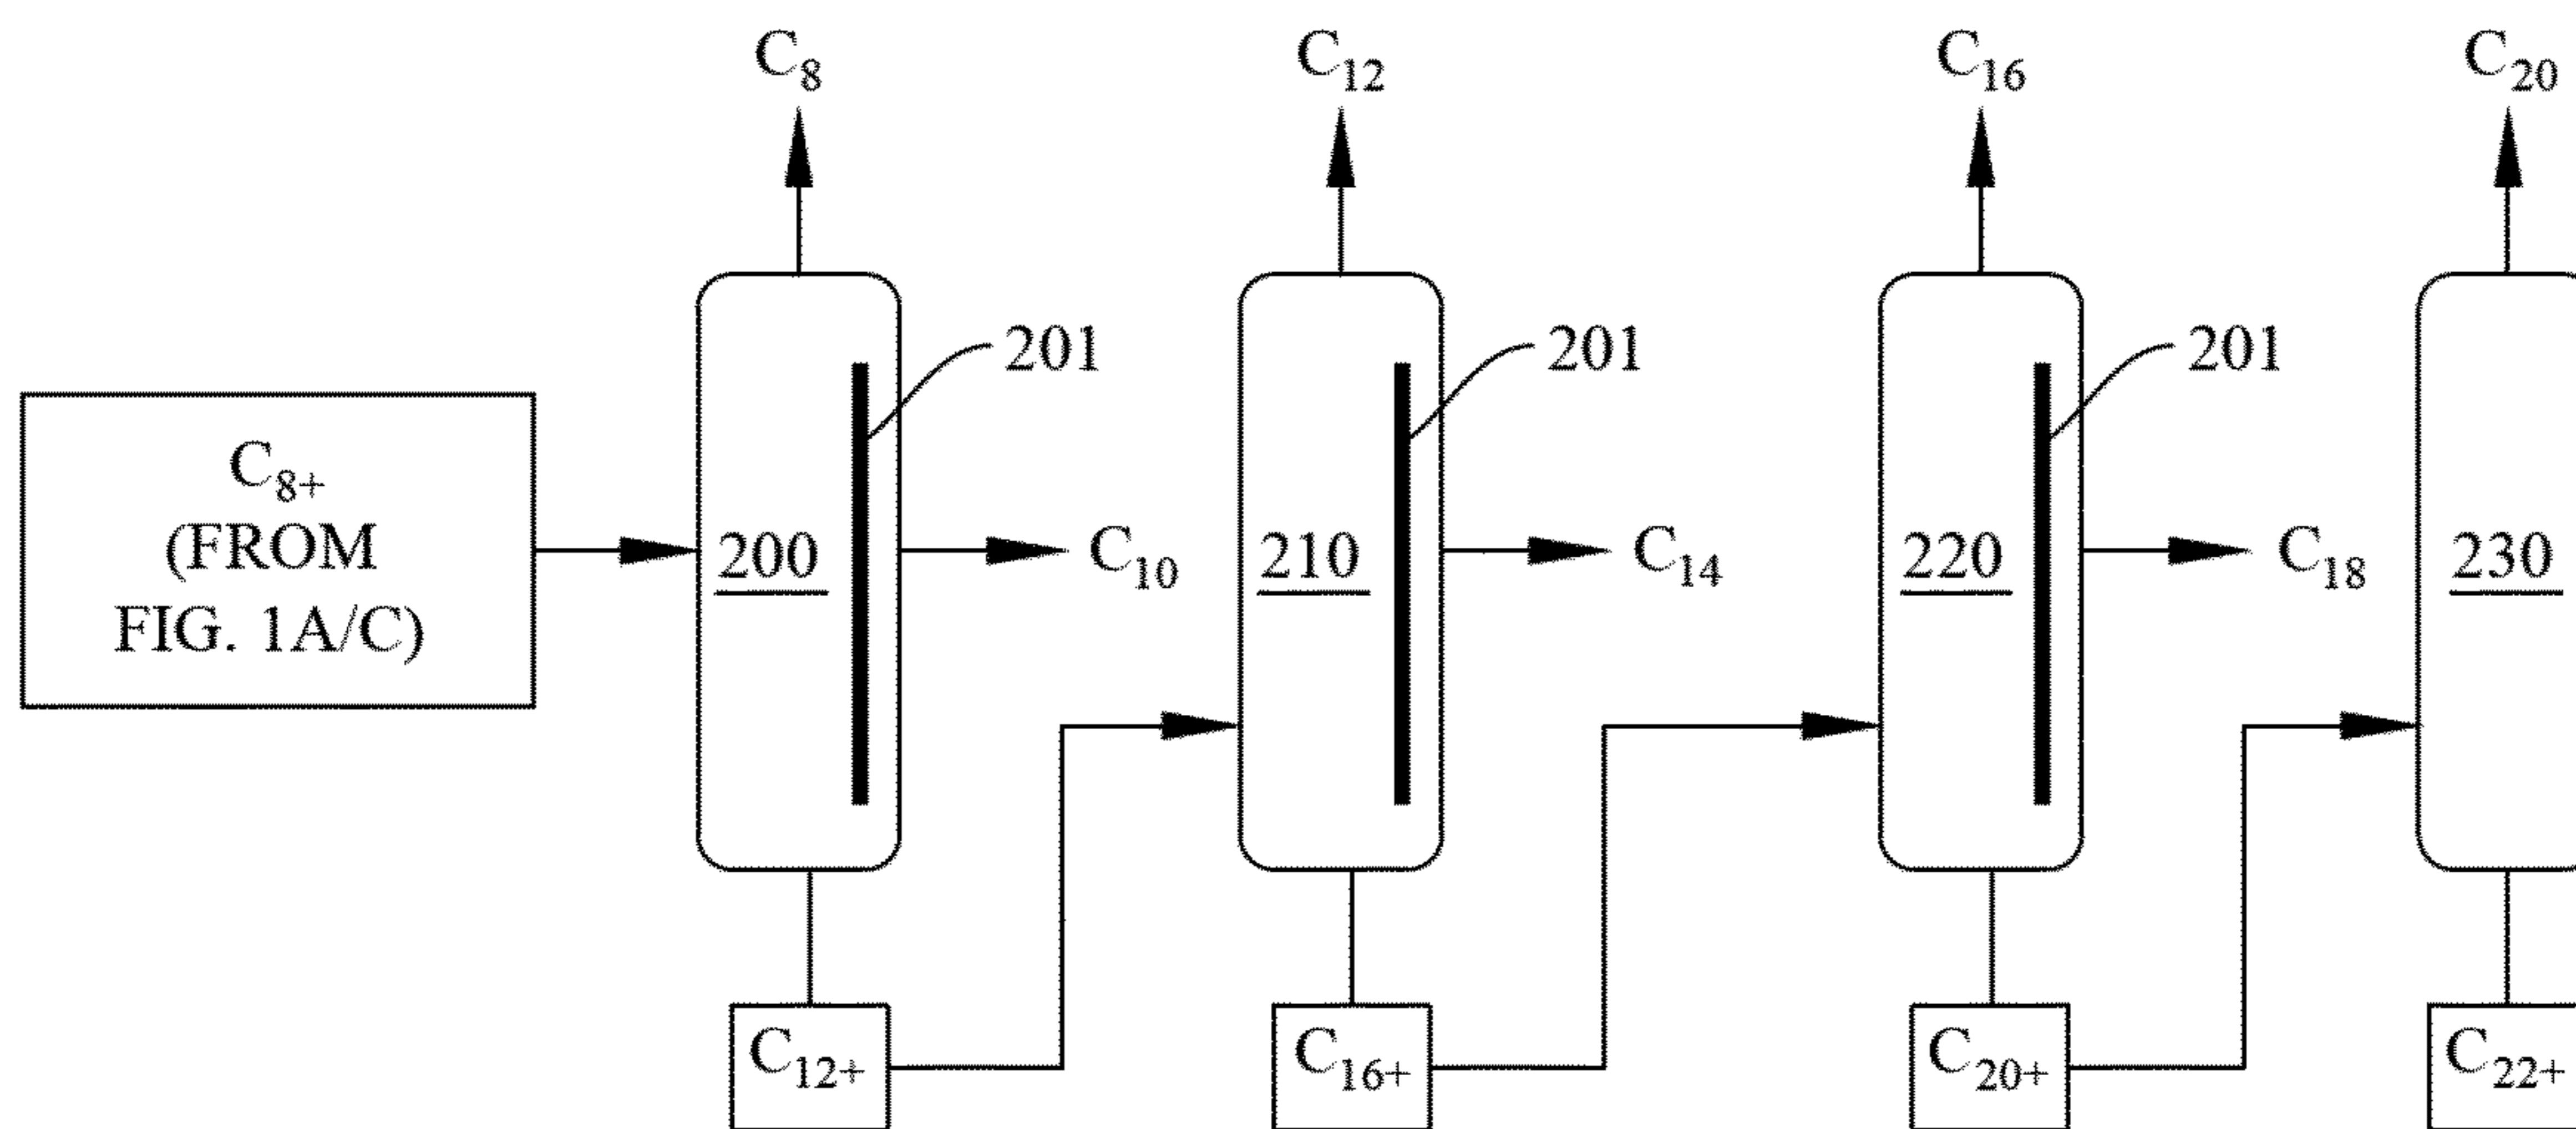 C₈
C₁₂
C₁₆
C₂₀
201
201
201
C₈₊
(FROM
FIG. 1A/C)
200
C₁₀
210
C₁₄
220
C₁₈
230
C₁₂₊
C₁₆₊
C₂₀₊
C₂₂₊